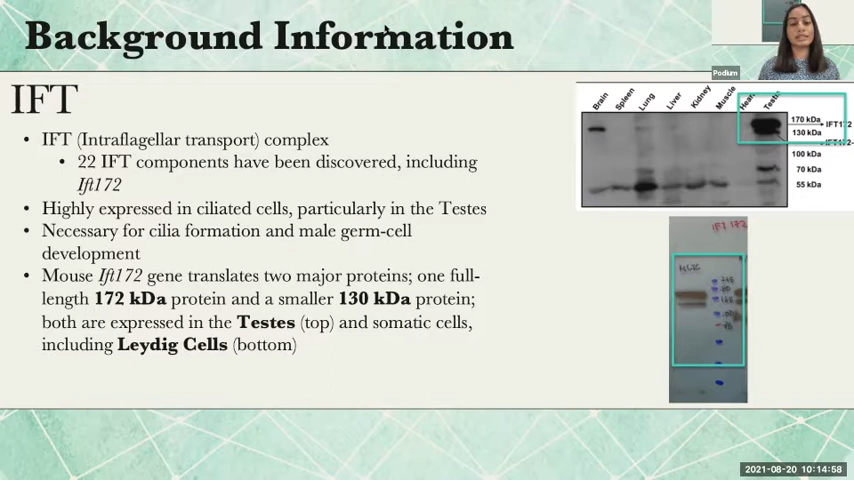 Background Information
Podium
IFT
• IFT (Intraflagellar transport) complex
• 22 IFT components have been discovered, including
Ift172
• Highly expressed in ciliated cells, particularly in the Testes
• Necessary for cilia formation and male germ-cell
development
• Mouse Ift172 gene translates two major proteins; one full-
length 172 kDa protein and a smaller 130 kDa protein;
both are expressed in the Testes (top) and somatic cells,
including Leydig Cells (bottom)
Brain Spleen Lung Liver Kidney Muscle
170 kDa
130 kDa
100 kDa
70 kDa
55 kDa
IFT172
IFT 172
2021-08-20 10:14:58